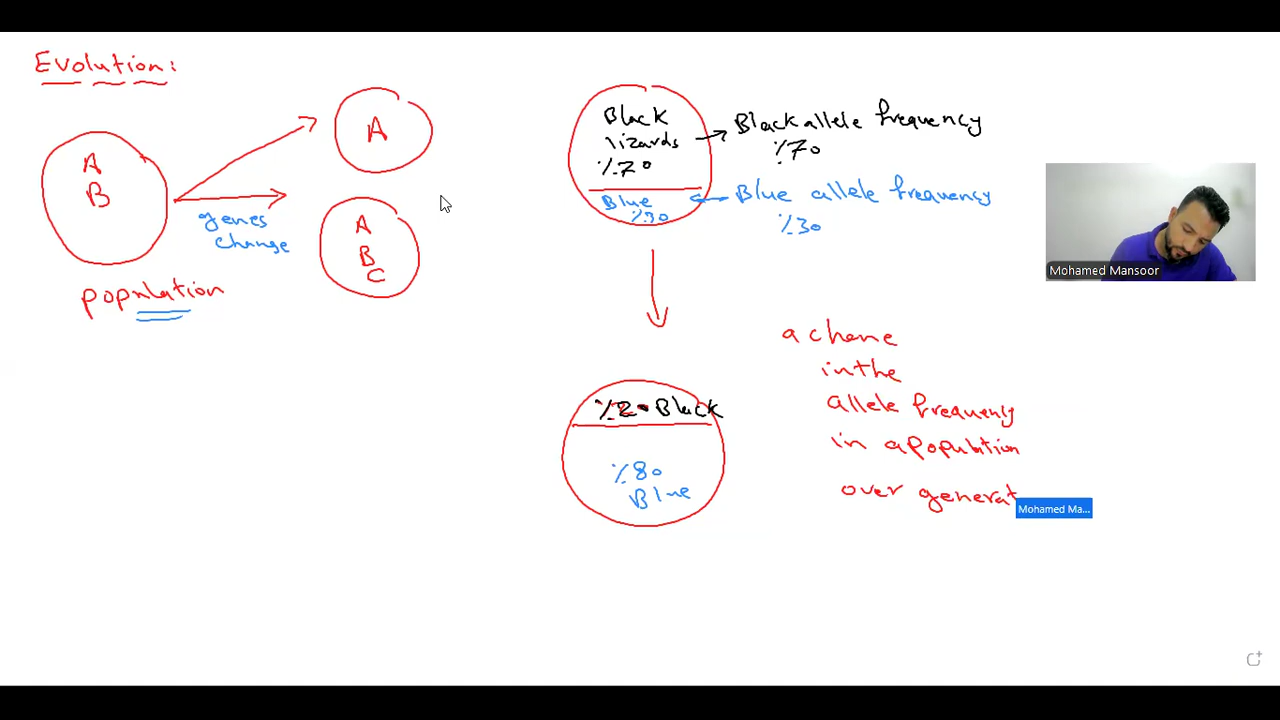 Evolution:
A
B
genes
change
population
A
A
B
C
Black
lizards
%70
Blue
%30
Black allele frequency
%70
Blue allele frequency
%30
%20 Black
%80
Blue
a chane
in the
allele frequency
in a population
over generat
Mohamed Mansoor
Mohamed Ma...